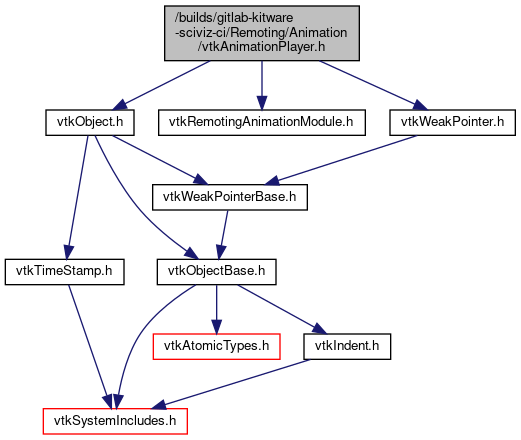 /builds/gitlab-kitware
-sciviz-ci/Remoting/Animation
/vtkAnimationPlayer.h
vtkObject.h
vtkRemotingAnimationModule.h
vtkWeakPointer.h
vtkWeakPointerBase.h
vtkTimeStamp.h
vtkObjectBase.h
vtkAtomicTypes.h
vtkIndent.h
vtkSystemIncludes.h